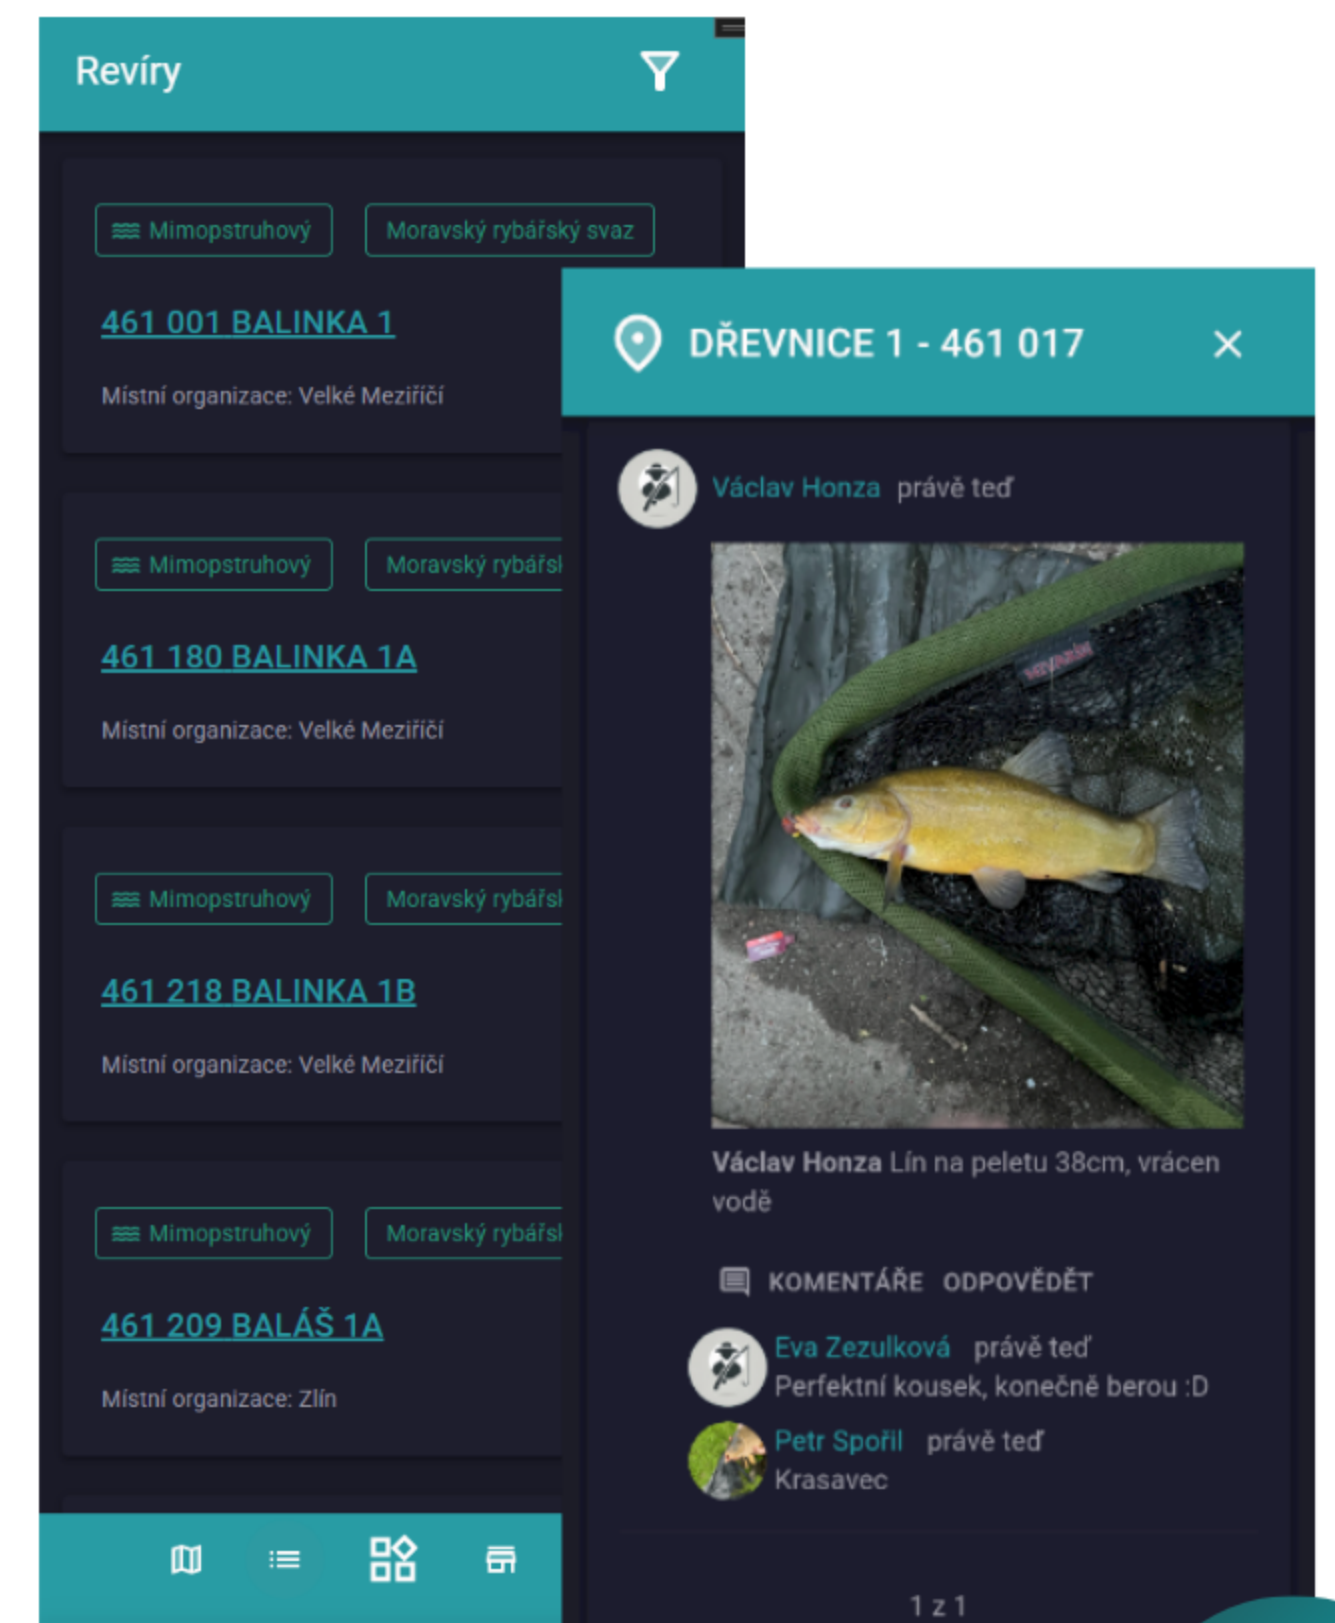 Revíry
Mimopstruhový
Moravský rybářský svaz
461 001 BALINKA 1
Místní organizace: Velké Meziříčí
Mimopstruhový
Moravský rybářsk
461 180 BALINKA 1A
Místní organizace: Velké Meziříčí
Mimopstruhový
Moravský rybářsk
461 218 BALINKA 1B
Místní organizace: Velké Meziříčí
Mimopstruhový
Moravský rybářsk
461 209 BALÁŠ 1A
Místní organizace: Zlín
DŘEVNICE 1 - 461 017
Václav Honza právě teď
Václav Honza Lín na peletu 38cm, vrácen
vodě
KOMENTÁŘE ODPOVĚDĚT
Eva Zezulková právě teď
Perfektní kousek, konečně berou :D
Petr Spořil právě teď
Krasavec
1 z 1